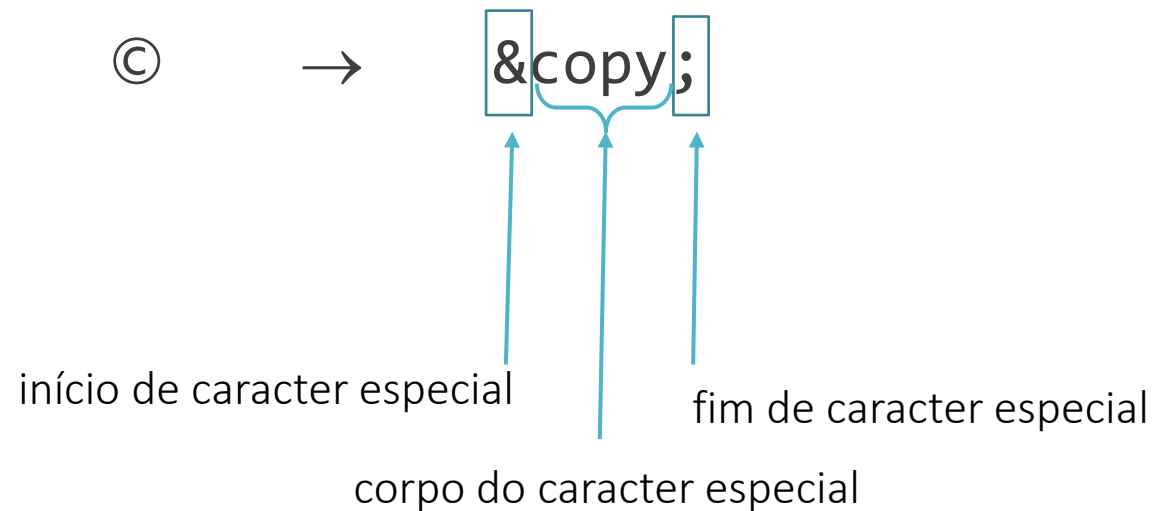 © → &copy;
início de caracter especial
fim de caracter especial
corpo do caracter especial